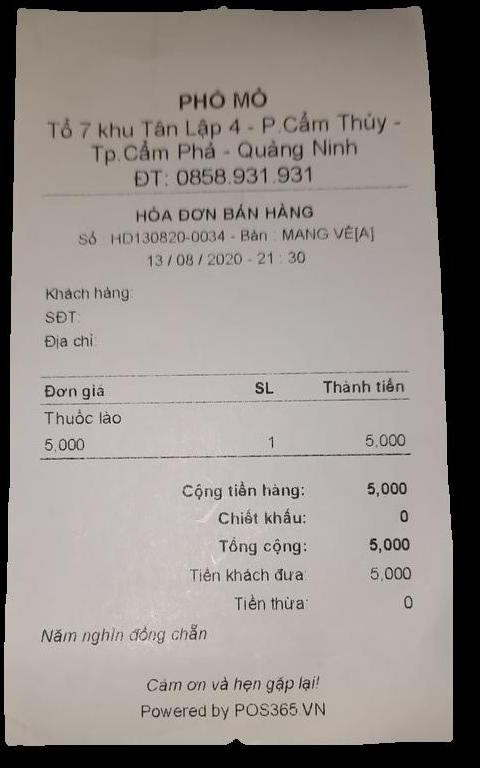 PHỐ MỎ
Tổ 7 khu Tân Lập 4 - P.Cẩm Thủy -
Tp.Cẩm Phả - Quảng Ninh
ĐT: 0858.931.931
HÓA ĐƠN BÁN HÀNG
Số : HD130820-0034 - Bàn : MANG VỀ[A]
13 / 08 / 2020 - 21 : 30
Khách hàng:
SĐT:
Địa chỉ:
Đơn giá SL Thành tiền
Thuốc lào
5,000 1 5,000
Cộng tiền hàng: 5,000
Chiết khấu: 0
Tổng cộng: 5,000
Tiền khách đưa: 5,000
Tiền thừa: 0
Năm nghìn đồng chẵn
Cảm ơn và hẹn gặp lại!
Powered by POS365.VN